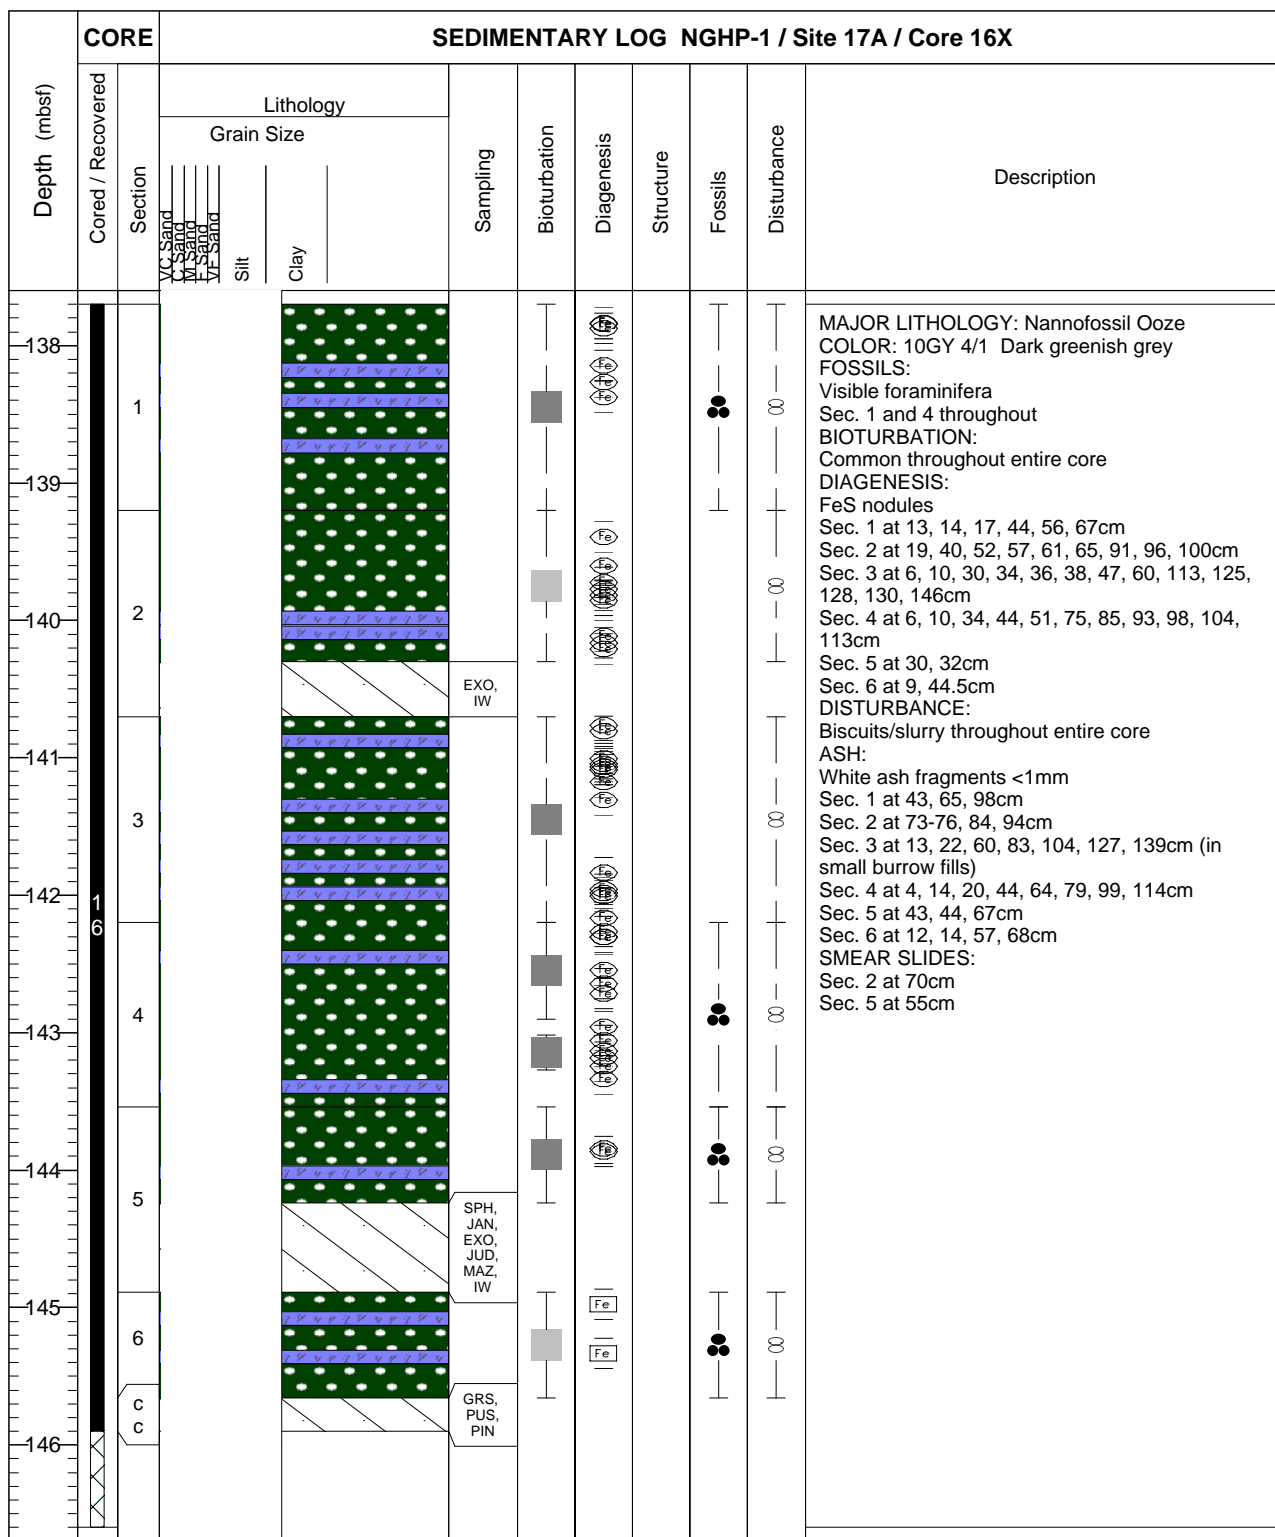 CORE
SEDIMENTARY LOG NGHP-1 / Site 17A / Core 16X
Depth (mbsf)
Cored / Recovered
Section
Lithology
Grain Size
VC Sand
C Sand
M Sand
F Sand
VF Sand
Silt
Clay
Sampling
Bioturbation
Diagenesis
Structure
Fossils
Disturbance
Description
138
139
140
141
142
143
144
145
146
16
1
2
3
4
5
6
C
C
EXO,
IW
SPH,
JAN,
EXO,
JUD,
MAZ,
IW
GRS,
PUS,
PIN
Fe
Fe
Fe
Fe
Fe
Fe
Fe
Fe
Fe
MAJOR LITHOLOGY: Nannofossil Ooze
COLOR: 10GY 4/1 Dark greenish grey
FOSSILS:
Visible foraminifera
Sec. 1 and 4 throughout
BIOTURBATION:
Common throughout entire core
DIAGENESIS:
FeS nodules
Sec. 1 at 13, 14, 17, 44, 56, 67cm
Sec. 2 at 19, 40, 52, 57, 61, 65, 91, 96, 100cm
Sec. 3 at 6, 10, 30, 34, 36, 38, 47, 60, 113, 125,
128, 130, 146cm
Sec. 4 at 6, 10, 34, 44, 51, 75, 85, 93, 98, 104,
113cm
Sec. 5 at 30, 32cm
Sec. 6 at 9, 44.5cm
DISTURBANCE:
Biscuits/slurry throughout entire core
ASH:
White ash fragments <1mm
Sec. 1 at 43, 65, 98cm
Sec. 2 at 73-76, 84, 94cm
Sec. 3 at 13, 22, 60, 83, 104, 127, 139cm (in
small burrow fills)
Sec. 4 at 4, 14, 20, 44, 64, 79, 99, 114cm
Sec. 5 at 43, 44, 67cm
Sec. 6 at 12, 14, 57, 68cm
SMEAR SLIDES:
Sec. 2 at 70cm
Sec. 5 at 55cm